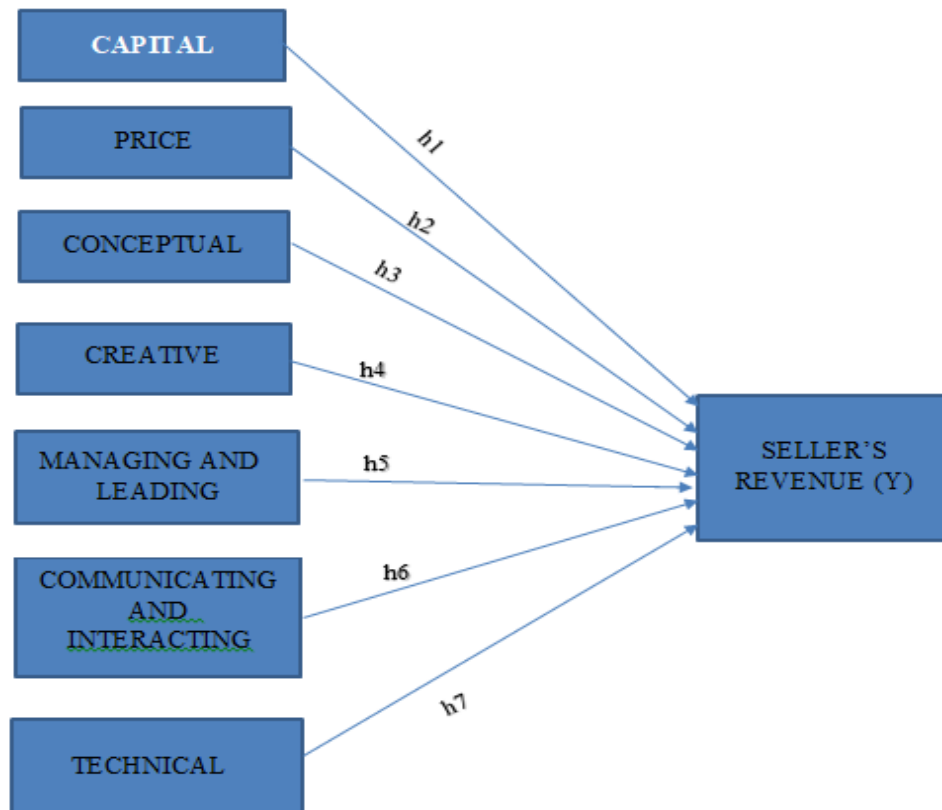 CAPITAL
h1
PRICE
h2
CONCEPTUAL
h3
CREATIVE
h4
MANAGING AND
LEADING
h5
SELLER'S
REVENUE (Y)
COMMUNICATING
AND
INTERACTING
h6
TECHNICAL
h7